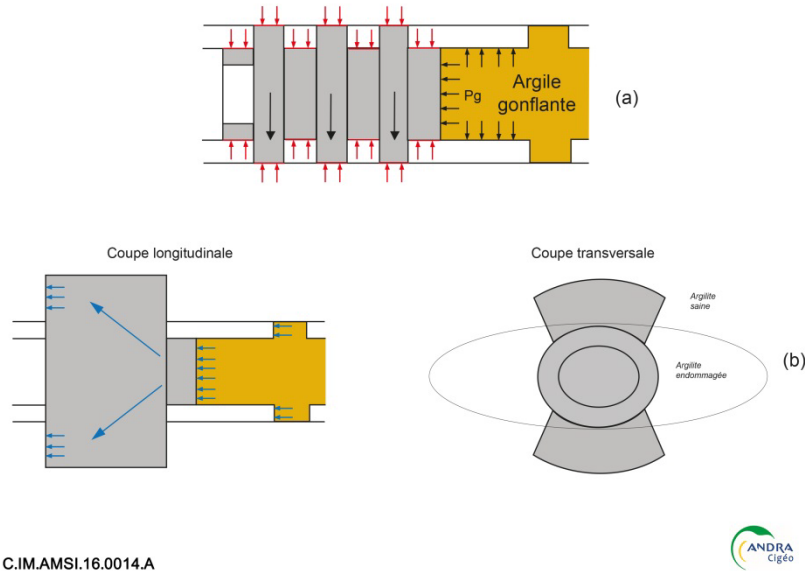 Pg
Argile
gonflante
(a)
Coupe longitudinale
Coupe transversale
Argilite
saine
Argilite
endommagée
(b)
ANDRA
Cigéo
C.IM.AMSI.16.0014.A